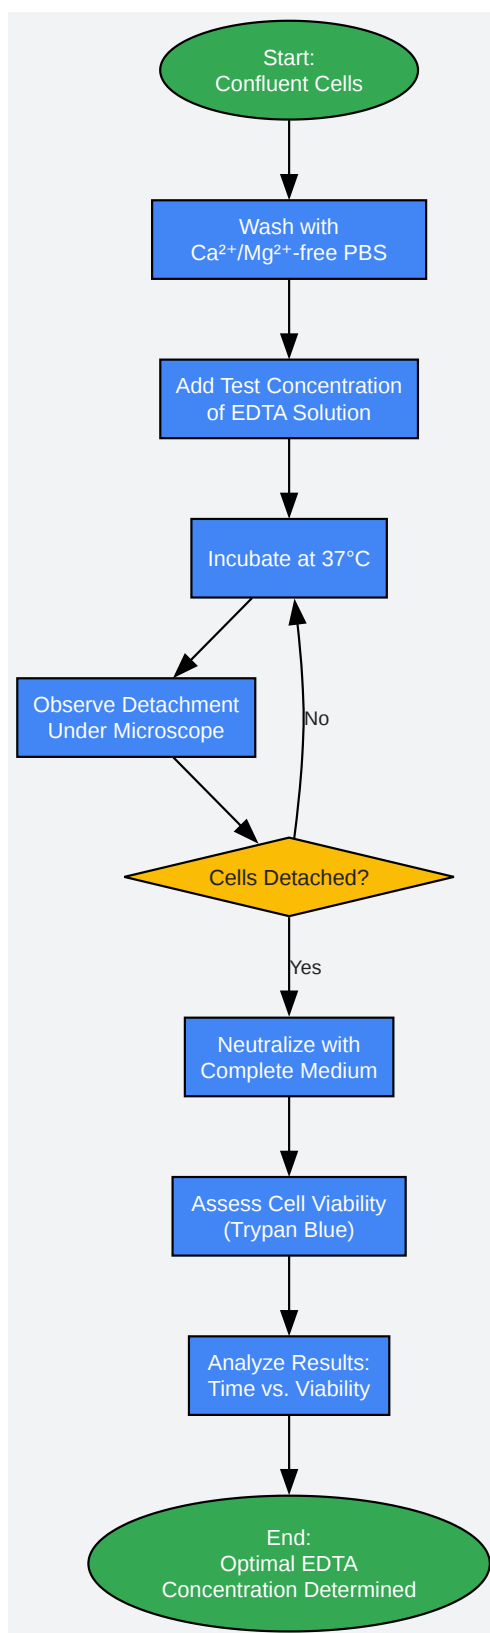 Start:
Confluent Cells
Wash with
Ca²⁺/Mg²⁺-free PBS
Add Test Concentration
of EDTA Solution
Incubate at 37°C
Observe Detachment
Under Microscope
No
Cells Detached?
Yes
Neutralize with
Complete Medium
Assess Cell Viability
(Trypan Blue)
Analyze Results:
Time vs. Viability
End:
Optimal EDTA
Concentration Determined